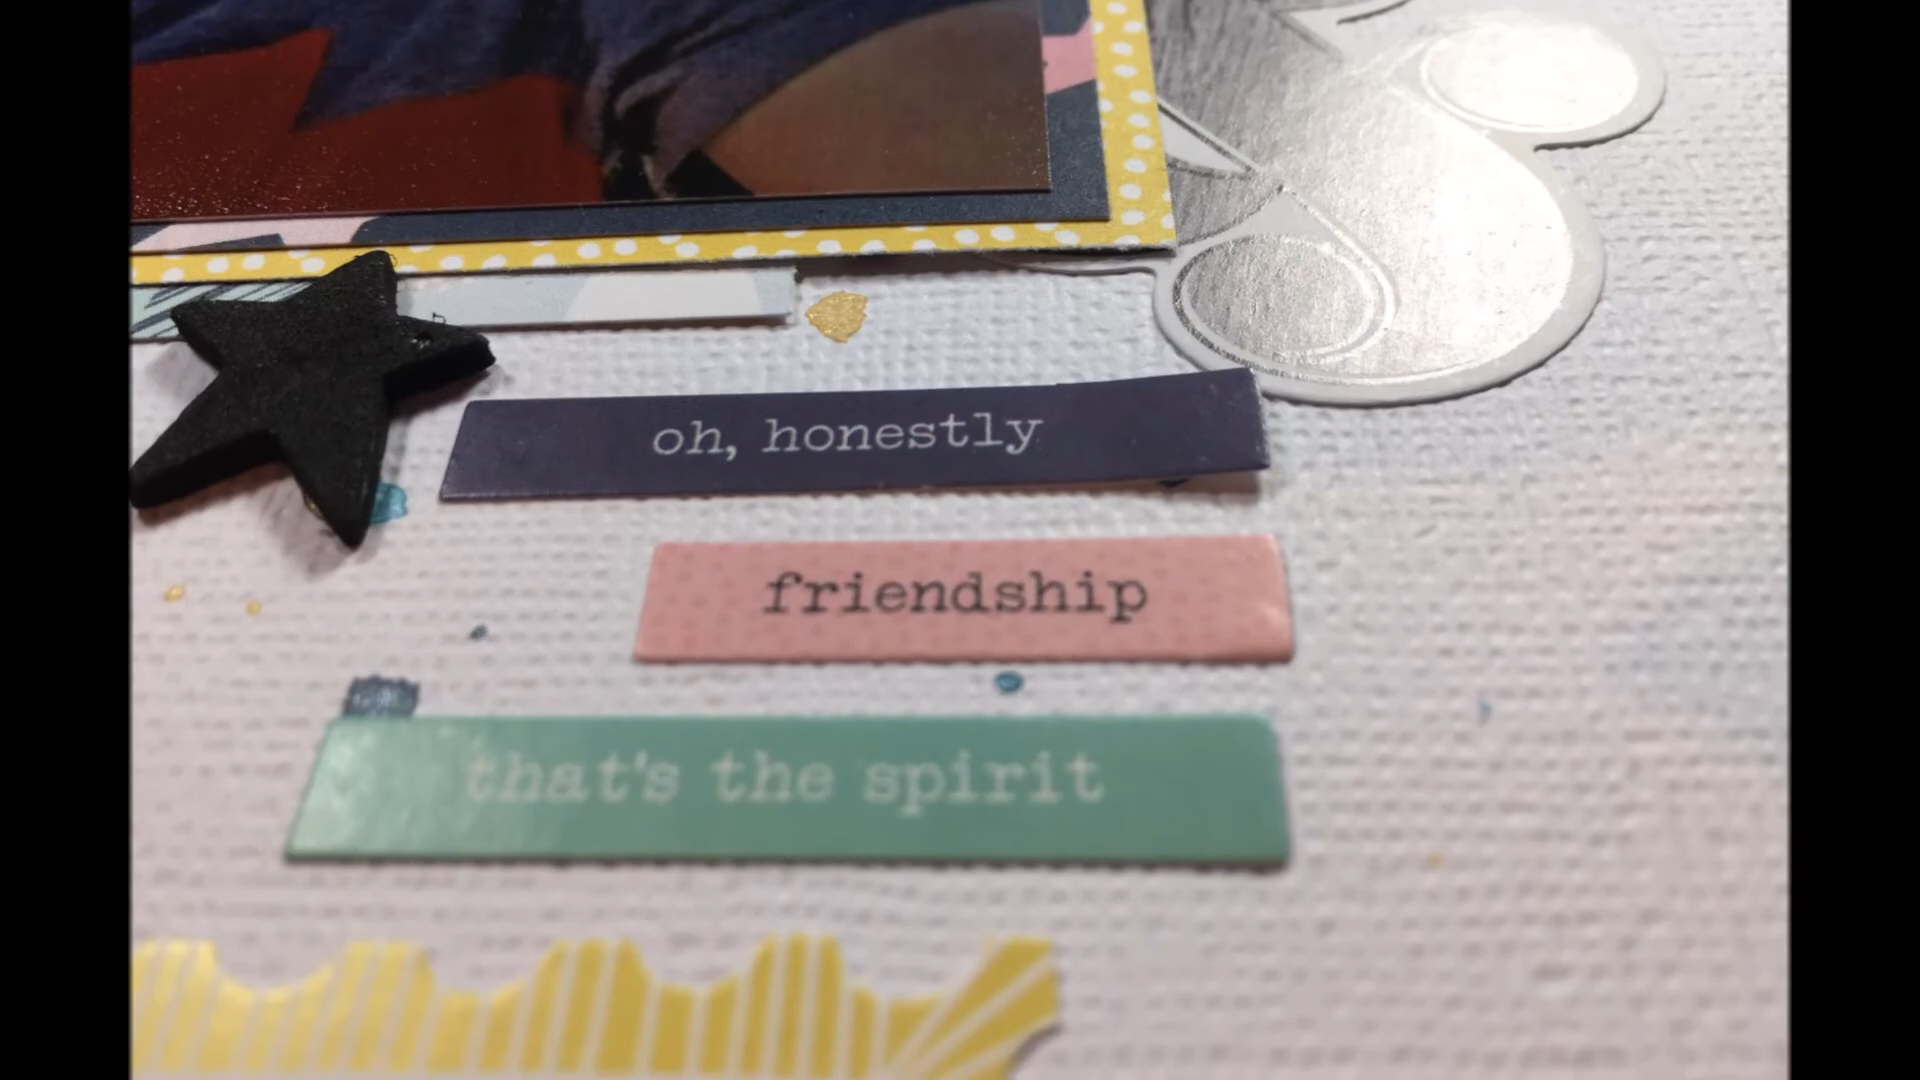 oh, honestly
friendship
that's the spirit